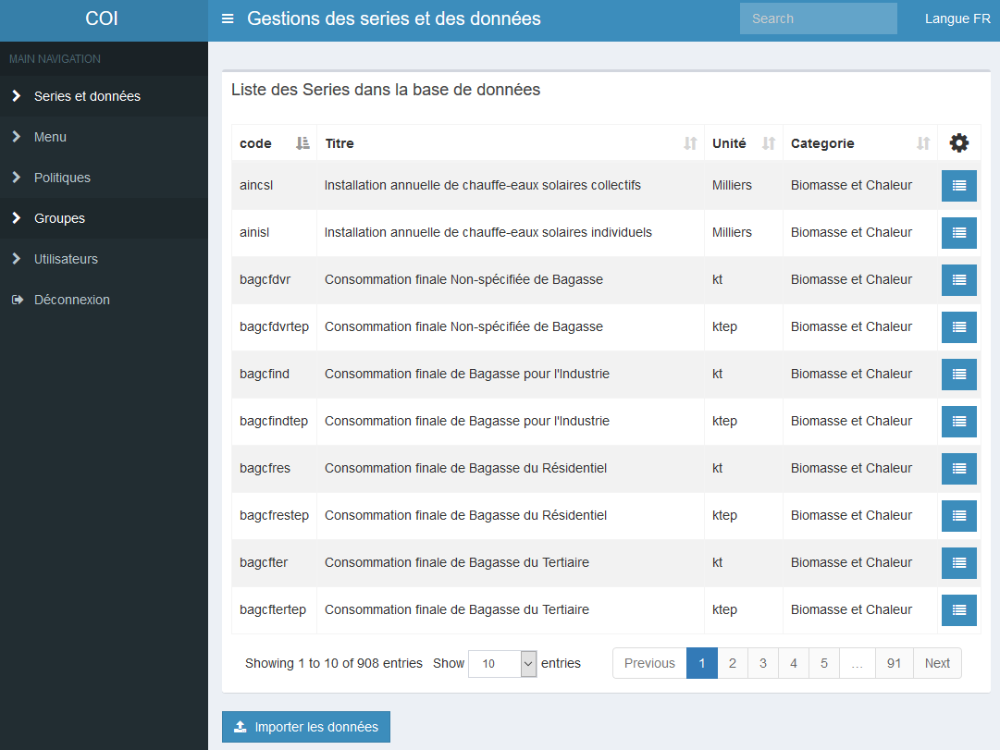 COI
Gestions des series et des données
Search
Langue FR
MAIN NAVIGATION
Series et données
Menu
Politiques
Groupes
Utilisateurs
Déconnexion
Liste des Series dans la base de données
code Titre Unité Categorie
aincsl Installation annuelle de chauffe-eaux solaires collectifs Milliers Biomasse et Chaleur
ainisl Installation annuelle de chauffe-eaux solaires individuels Milliers Biomasse et Chaleur
bagcfdvr Consommation finale Non-spécifiée de Bagasse kt Biomasse et Chaleur
bagcfdvrtep Consommation finale Non-spécifiée de Bagasse ktep Biomasse et Chaleur
bagcfind Consommation finale de Bagasse pour l'Industrie kt Biomasse et Chaleur
bagcfindtep Consommation finale de Bagasse pour l'Industrie ktep Biomasse et Chaleur
bagcfres Consommation finale de Bagasse du Résidentiel kt Biomasse et Chaleur
bagcfrestep Consommation finale de Bagasse du Résidentiel ktep Biomasse et Chaleur
bagcfter Consommation finale de Bagasse du Tertiaire kt Biomasse et Chaleur
bagcftertep Consommation finale de Bagasse du Tertiaire ktep Biomasse et Chaleur
Showing 1 to 10 of 908 entries Show 10 entries Previous 1 2 3 4 5 … 91 Next
Importer les données